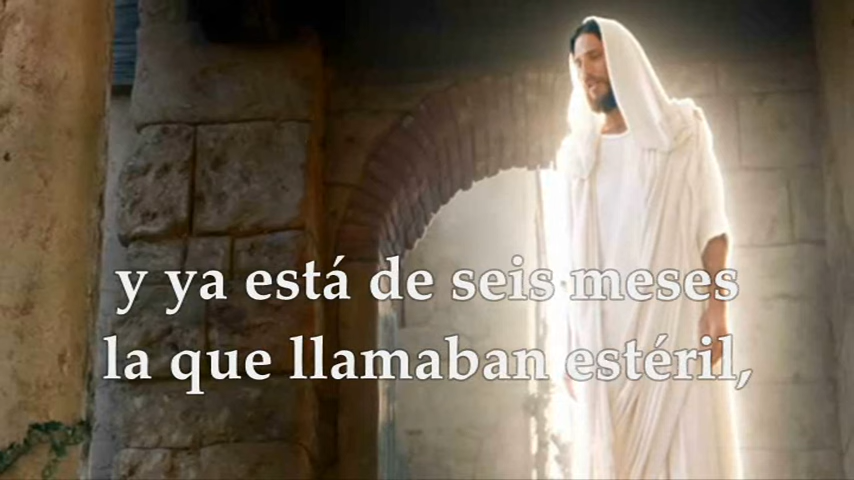 y ya está de seis meses
la que llamaban estéril,